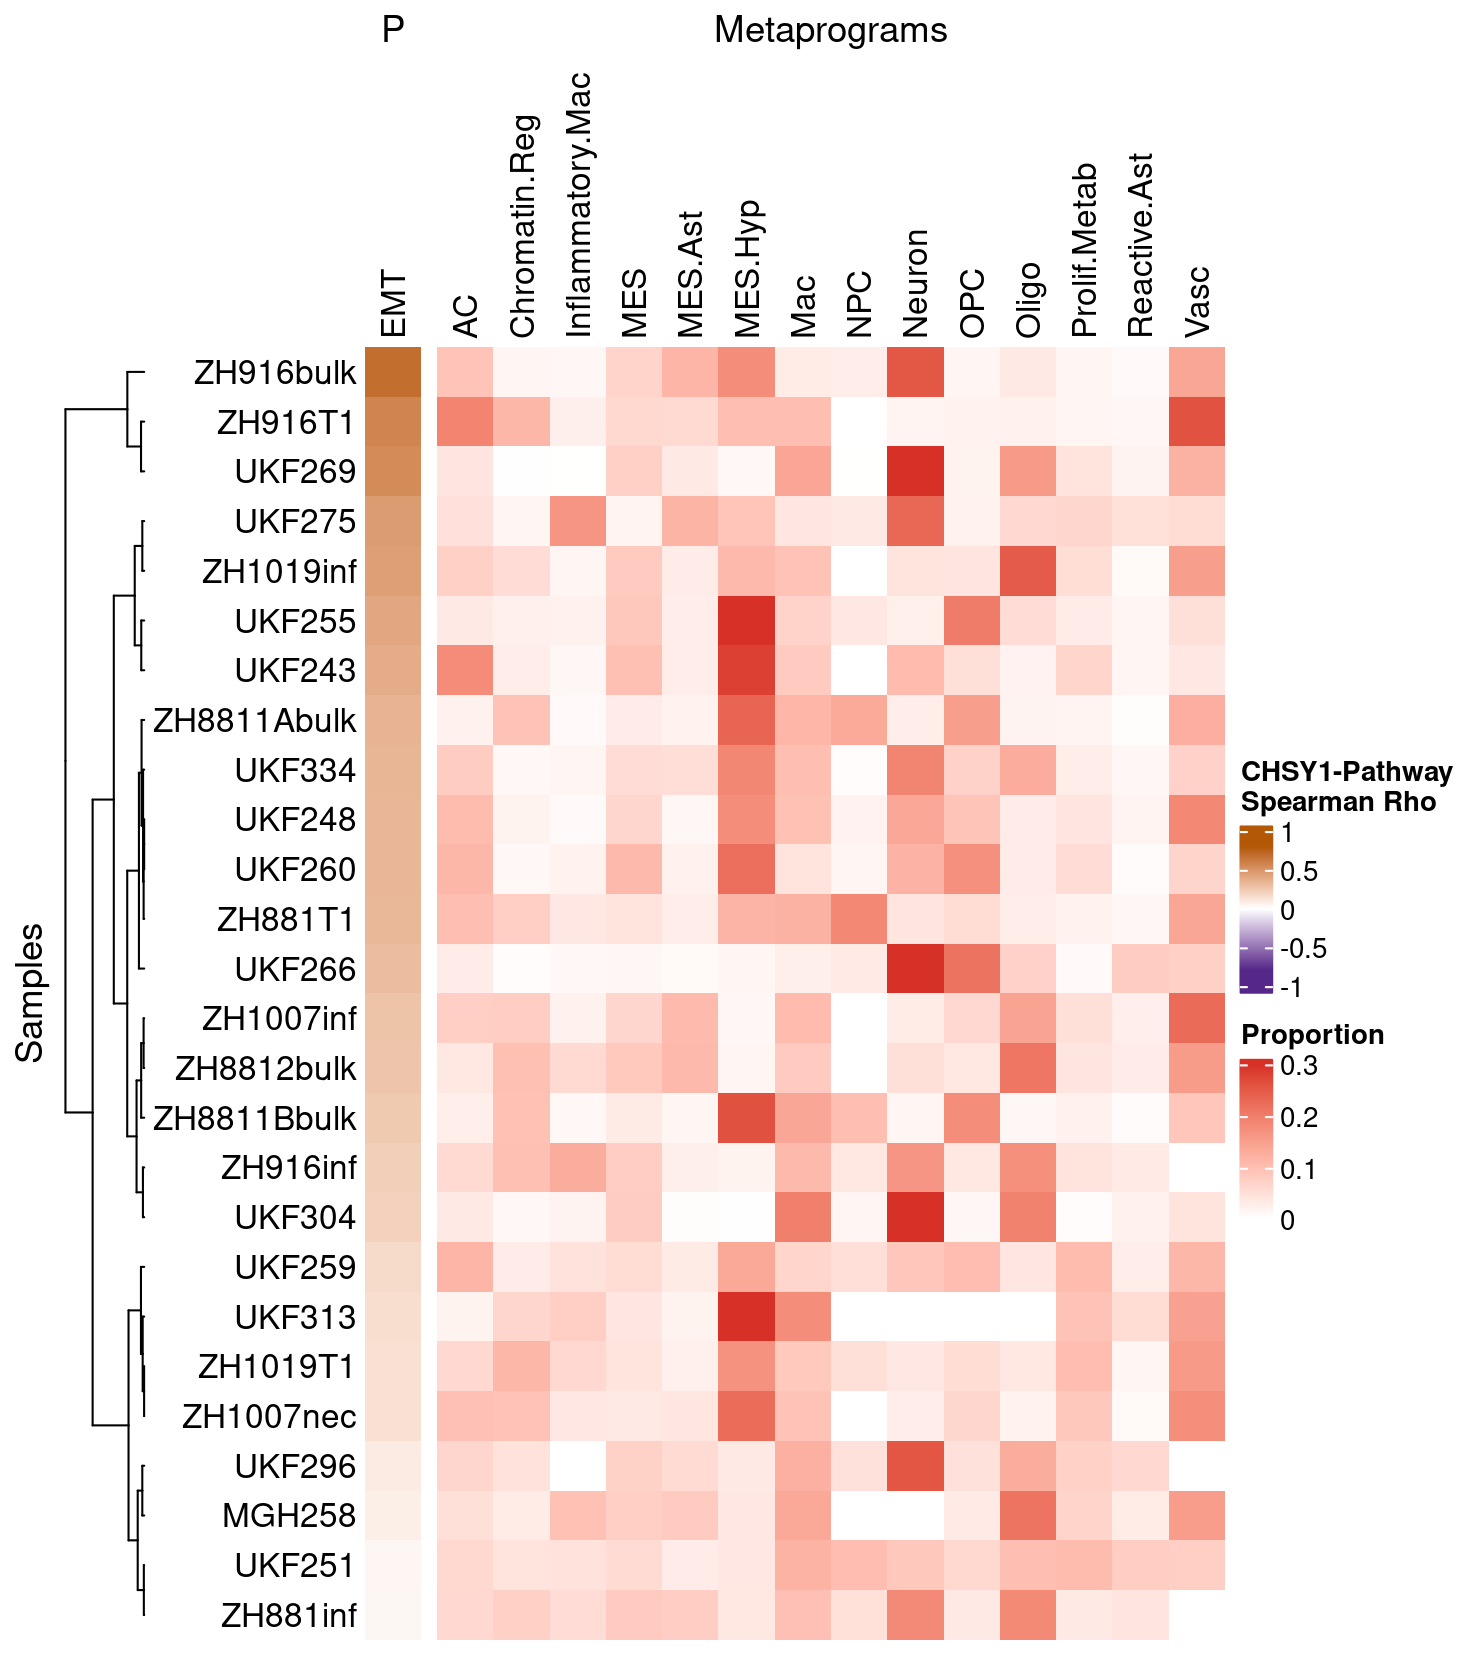 P
Metaprograms
EMT
AC
Chromatin.Reg
Inflammatory.Mac
MES
MES.Ast
MES.Hyp
Mac
NPC
Neuron
OPC
Oligo
Prolif.Metab
Reactive.Ast
Vasc
Samples
ZH916bulk
ZH916T1
UKF269
UKF275
ZH1019inf
UKF255
UKF243
ZH8811Abulk
UKF334
UKF248
UKF260
ZH881T1
UKF266
ZH1007inf
ZH8812bulk
ZH8811Bbulk
ZH916inf
UKF304
UKF259
UKF313
ZH1019T1
ZH1007nec
UKF296
MGH258
UKF251
ZH881inf
CHSY1-Pathway
Spearman Rho
1
0.5
0
-0.5
-1
Proportion
0.3
0.2
0.1
0